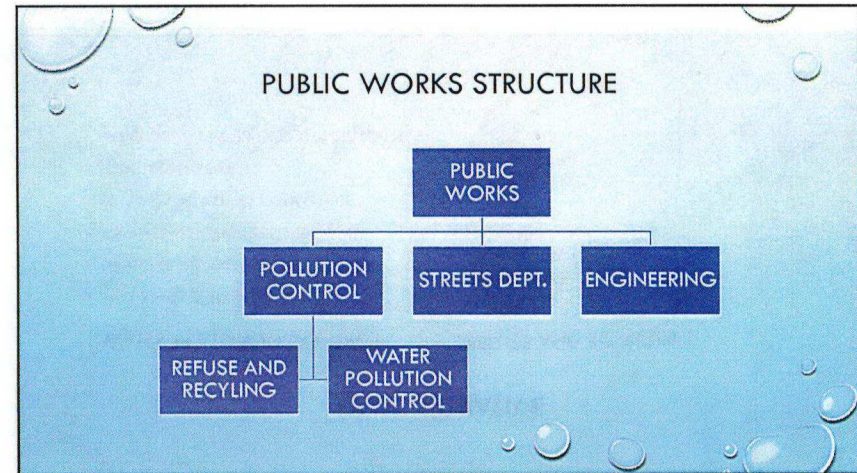 PUBLIC WORKS STRUCTURE
PUBLIC
WORKS
POLLUTION
CONTROL
STREETS DEPT.
ENGINEERING
REFUSE AND
RECYLING
WATER
POLLUTION
CONTROL